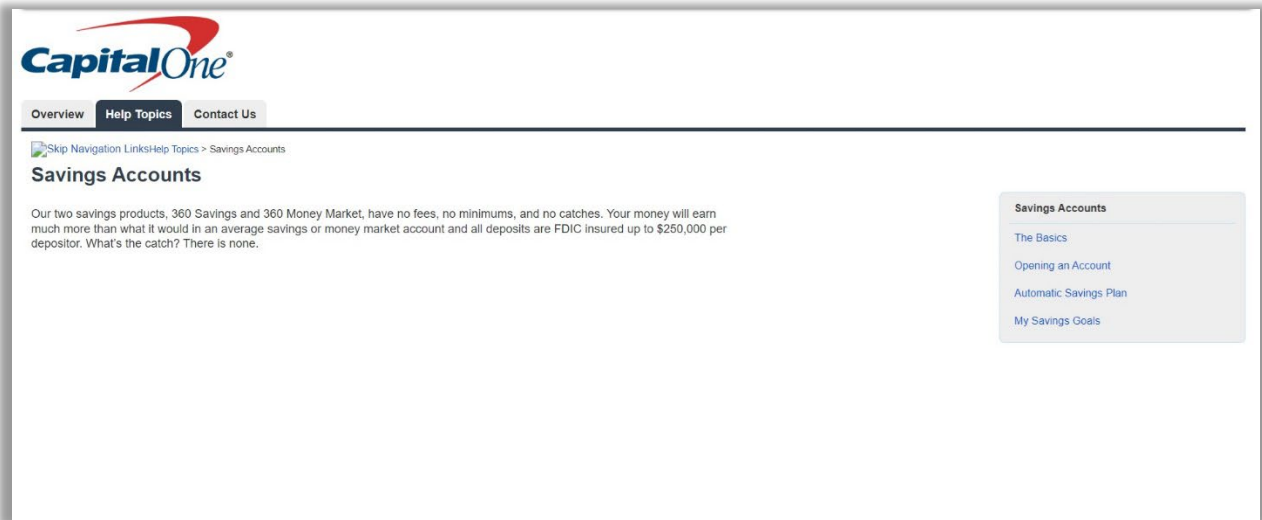 CapitalOne®
Overview Help Topics Contact Us
Skip Navigation LinksHelp Topics > Savings Accounts
Savings Accounts
Our two savings products, 360 Savings and 360 Money Market, have no fees, no minimums, and no catches. Your money will earn
much more than what it would in an average savings or money market account and all deposits are FDIC insured up to $250,000 per
depositor. What's the catch? There is none.
Savings Accounts
The Basics
Opening an Account
Automatic Savings Plan
My Savings Goals